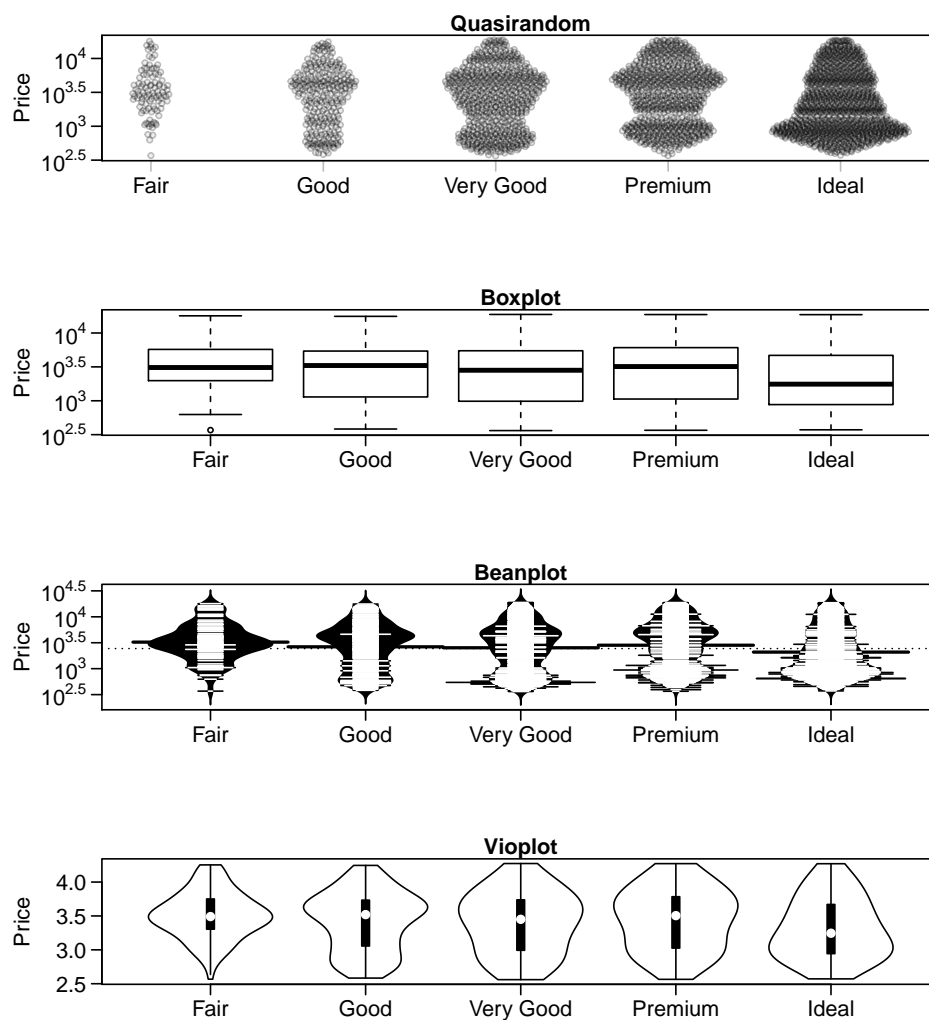 Quasirandom
Price
10^4
10^3.5
10^3
10^2.5
Fair Good Very Good Premium Ideal
Boxplot
Price
10^4
10^3.5
10^3
10^2.5
Fair Good Very Good Premium Ideal
Beanplot
Price
10^4.5
10^4
10^3.5
10^3
10^2.5
Fair Good Very Good Premium Ideal
Vioplot
Price
4.0
3.5
3.0
2.5
Fair Good Very Good Premium Ideal